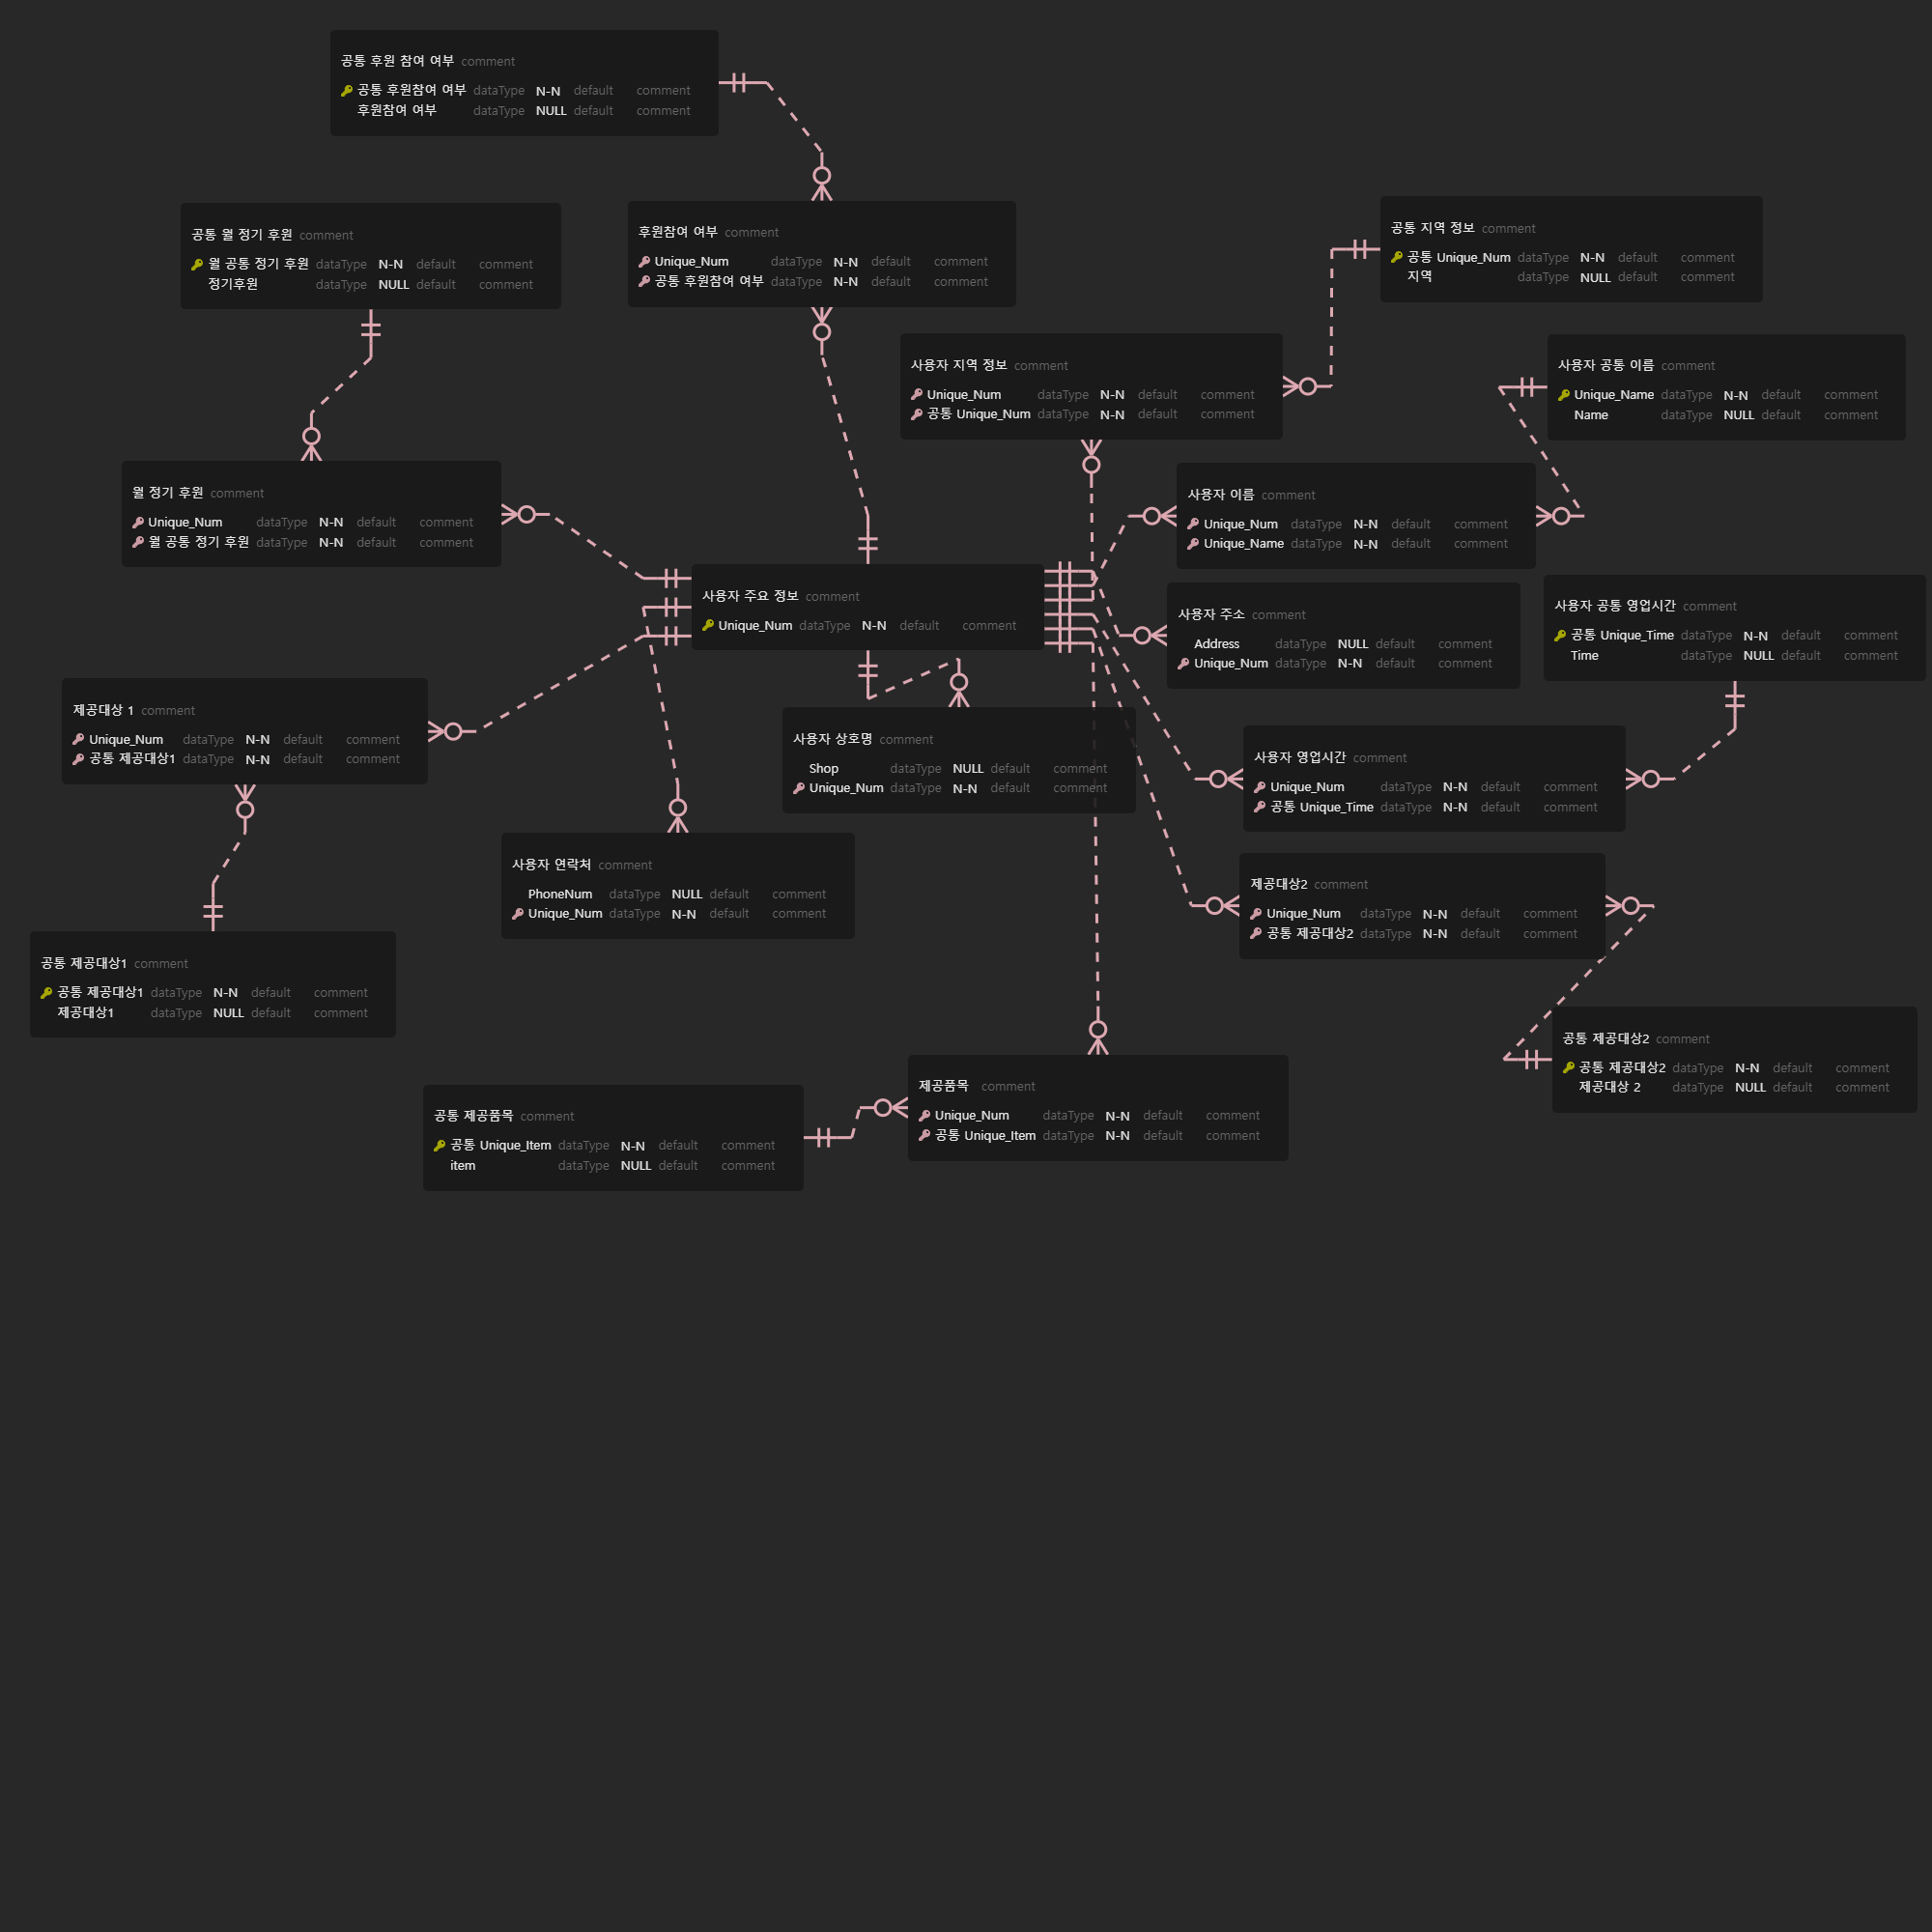 공통 후원 참여 여부 comment
공통 후원참여 여부 dataType N-N default comment
후원참여 여부 dataType NULL default comment
공통 월 정기 후원 comment
월 공통 정기 후원 dataType N-N default comment
정기후원 dataType NULL default comment
후원참여 여부 comment
Unique_Num dataType N-N default comment
공통 후원참여 여부 dataType N-N default comment
공통 지역 정보 comment
공통 Unique_Num dataType N-N default comment
지역 dataType NULL default comment
사용자 지역 정보 comment
Unique_Num dataType N-N default comment
공통 Unique_Num dataType N-N default comment
사용자 공통 이름 comment
Unique_Name dataType N-N default comment
Name dataType NULL default comment
월 정기 후원 comment
Unique_Num dataType N-N default comment
월 공통 정기 후원 dataType N-N default comment
사용자 이름 comment
Unique_Num dataType N-N default comment
Unique_Name dataType N-N default comment
사용자 주요 정보 comment
Unique_Num dataType N-N default comment
사용자 주소 comment
Address dataType NULL default comment
Unique_Num dataType N-N default comment
사용자 공통 영업시간 comment
공통 Unique_Time dataType N-N default comment
Time dataType NULL default comment
제공대상 1 comment
Unique_Num dataType N-N default comment
공통 제공대상1 dataType N-N default comment
사용자 상호명 comment
Shop dataType NULL default comment
Unique_Num dataType N-N default comment
사용자 영업시간 comment
Unique_Num dataType N-N default comment
공통 Unique_Time dataType N-N default comment
사용자 연락처 comment
PhoneNum dataType NULL default comment
Unique_Num dataType N-N default comment
제공대상2 comment
Unique_Num dataType N-N default comment
공통 제공대상2 dataType N-N default comment
공통 제공대상1 comment
공통 제공대상1 dataType N-N default comment
제공대상1 dataType NULL default comment
공통 제공대상2 comment
공통 제공대상2 dataType N-N default comment
제공대상 2 dataType NULL default comment
제공품목 comment
Unique_Num dataType N-N default comment
공통 Unique_Item dataType N-N default comment
공통 제공품목 comment
공통 Unique_Item dataType N-N default comment
item dataType NULL default comment